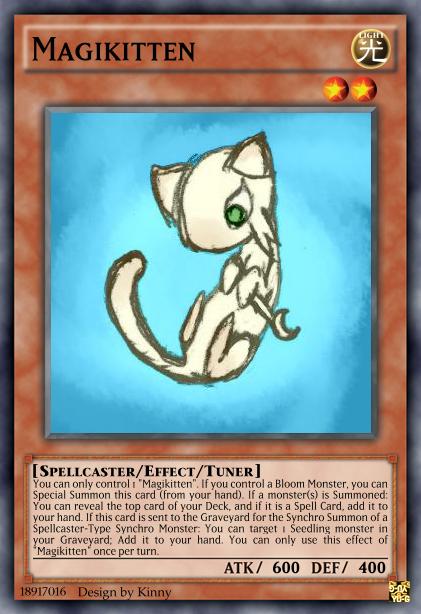 Magikitten
LIGHT
光
[Spellcaster/Effect/Tuner]
You can only control 1 "Magikitten". If you control a Bloom Monster, you can
Special Summon this card (from your hand). If a monster(s) is Summoned:
You can reveal the top card of your Deck, and if it is a Spell Card, add it to
your hand. If this card is sent to the Graveyard for the Synchro Summon of a
Spellcaster-Type Synchro Monster: You can target 1 Seedling monster in
your Graveyard; Add it to your hand. You can only use this effect of
"Magikitten" once per turn.
ATK/ 600 DEF/ 400
18917016 Design by Kinny